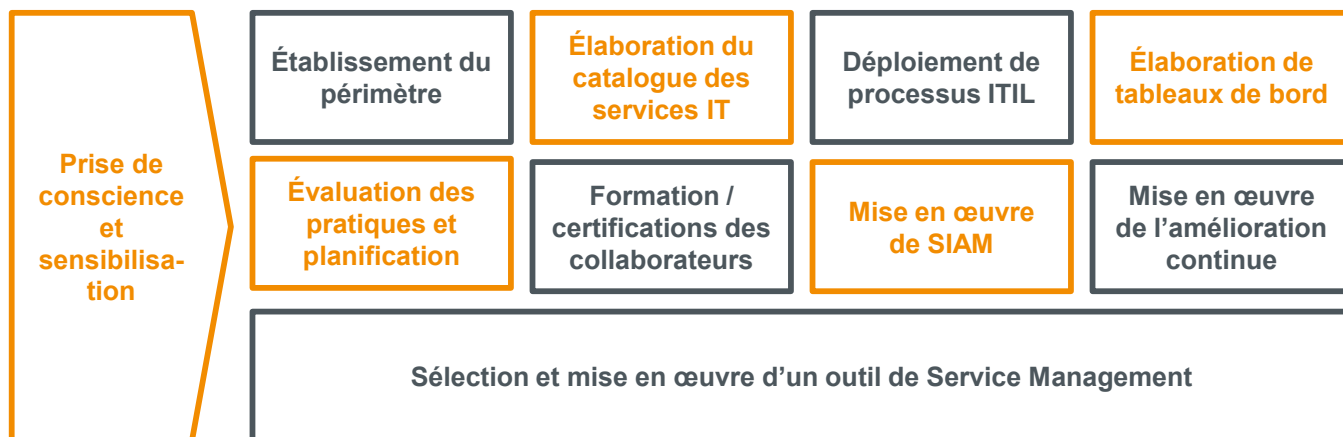 Prise de
conscience
et
sensibilisa-
tion
Établissement du
périmètre
Élaboration du
catalogue des
services IT
Déploiement de
processus ITIL
Élaboration de
tableaux de bord
Évaluation des
pratiques et
planification
Formation /
certifications des
collaborateurs
Mise en œuvre
de SIAM
Mise en œuvre
de l’amélioration
continue
Sélection et mise en œuvre d’un outil de Service Management